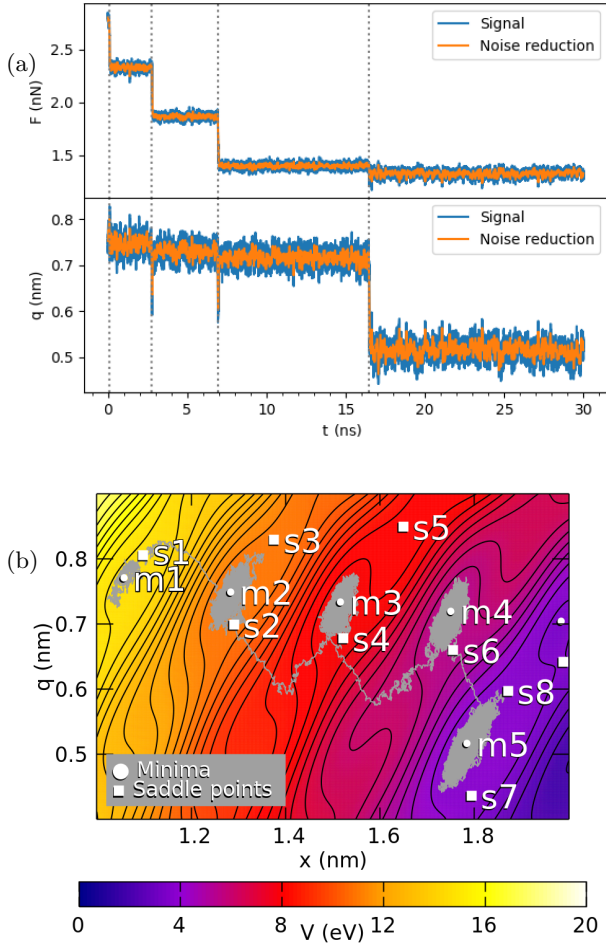 (a)
F (nN)
2.5
2.0
1.5
Signal
Noise reduction
q (nm)
0.8
0.7
0.6
0.5
Signal
Noise reduction
0 5 10 15 20 25 30
t (ns)
(b)
q (nm)
0.8
0.7
0.6
0.5
s1
m1
s3
m2
s2
s5
m3
s4
m4
s6
s8
m5
s7
Minima
Saddle points
1.2 1.4 1.6 1.8
x (nm)
0 4 8 12 16 20
V (eV)